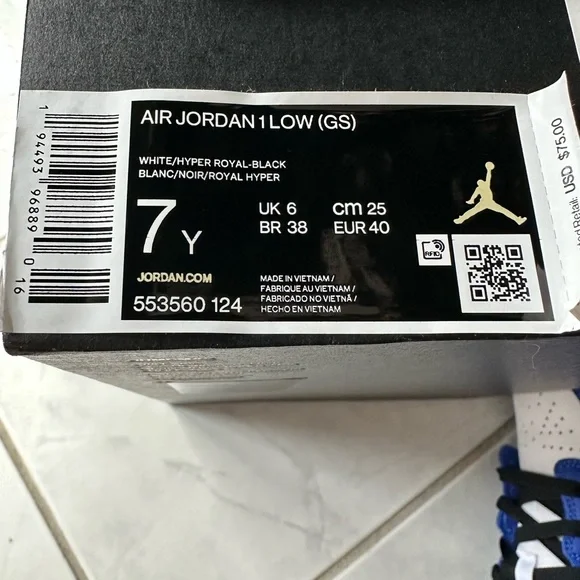 AIR JORDAN 1 LOW (GS)
WHITE/HYPER ROYAL-BLACK
BLANC/NOIR/ROYAL HYPER
7 Y
UK 6
cm 25
BR 38
EUR 40
JORDAN.COM
553560 124
MADE IN VIETNAM /
FABRIQUE AU VIETNAM /
FABRICADO NO VIETNÃ /
HECHO EN VIETNAM
RFID
1 94493 96889 0 16
Retail: USD $75.00